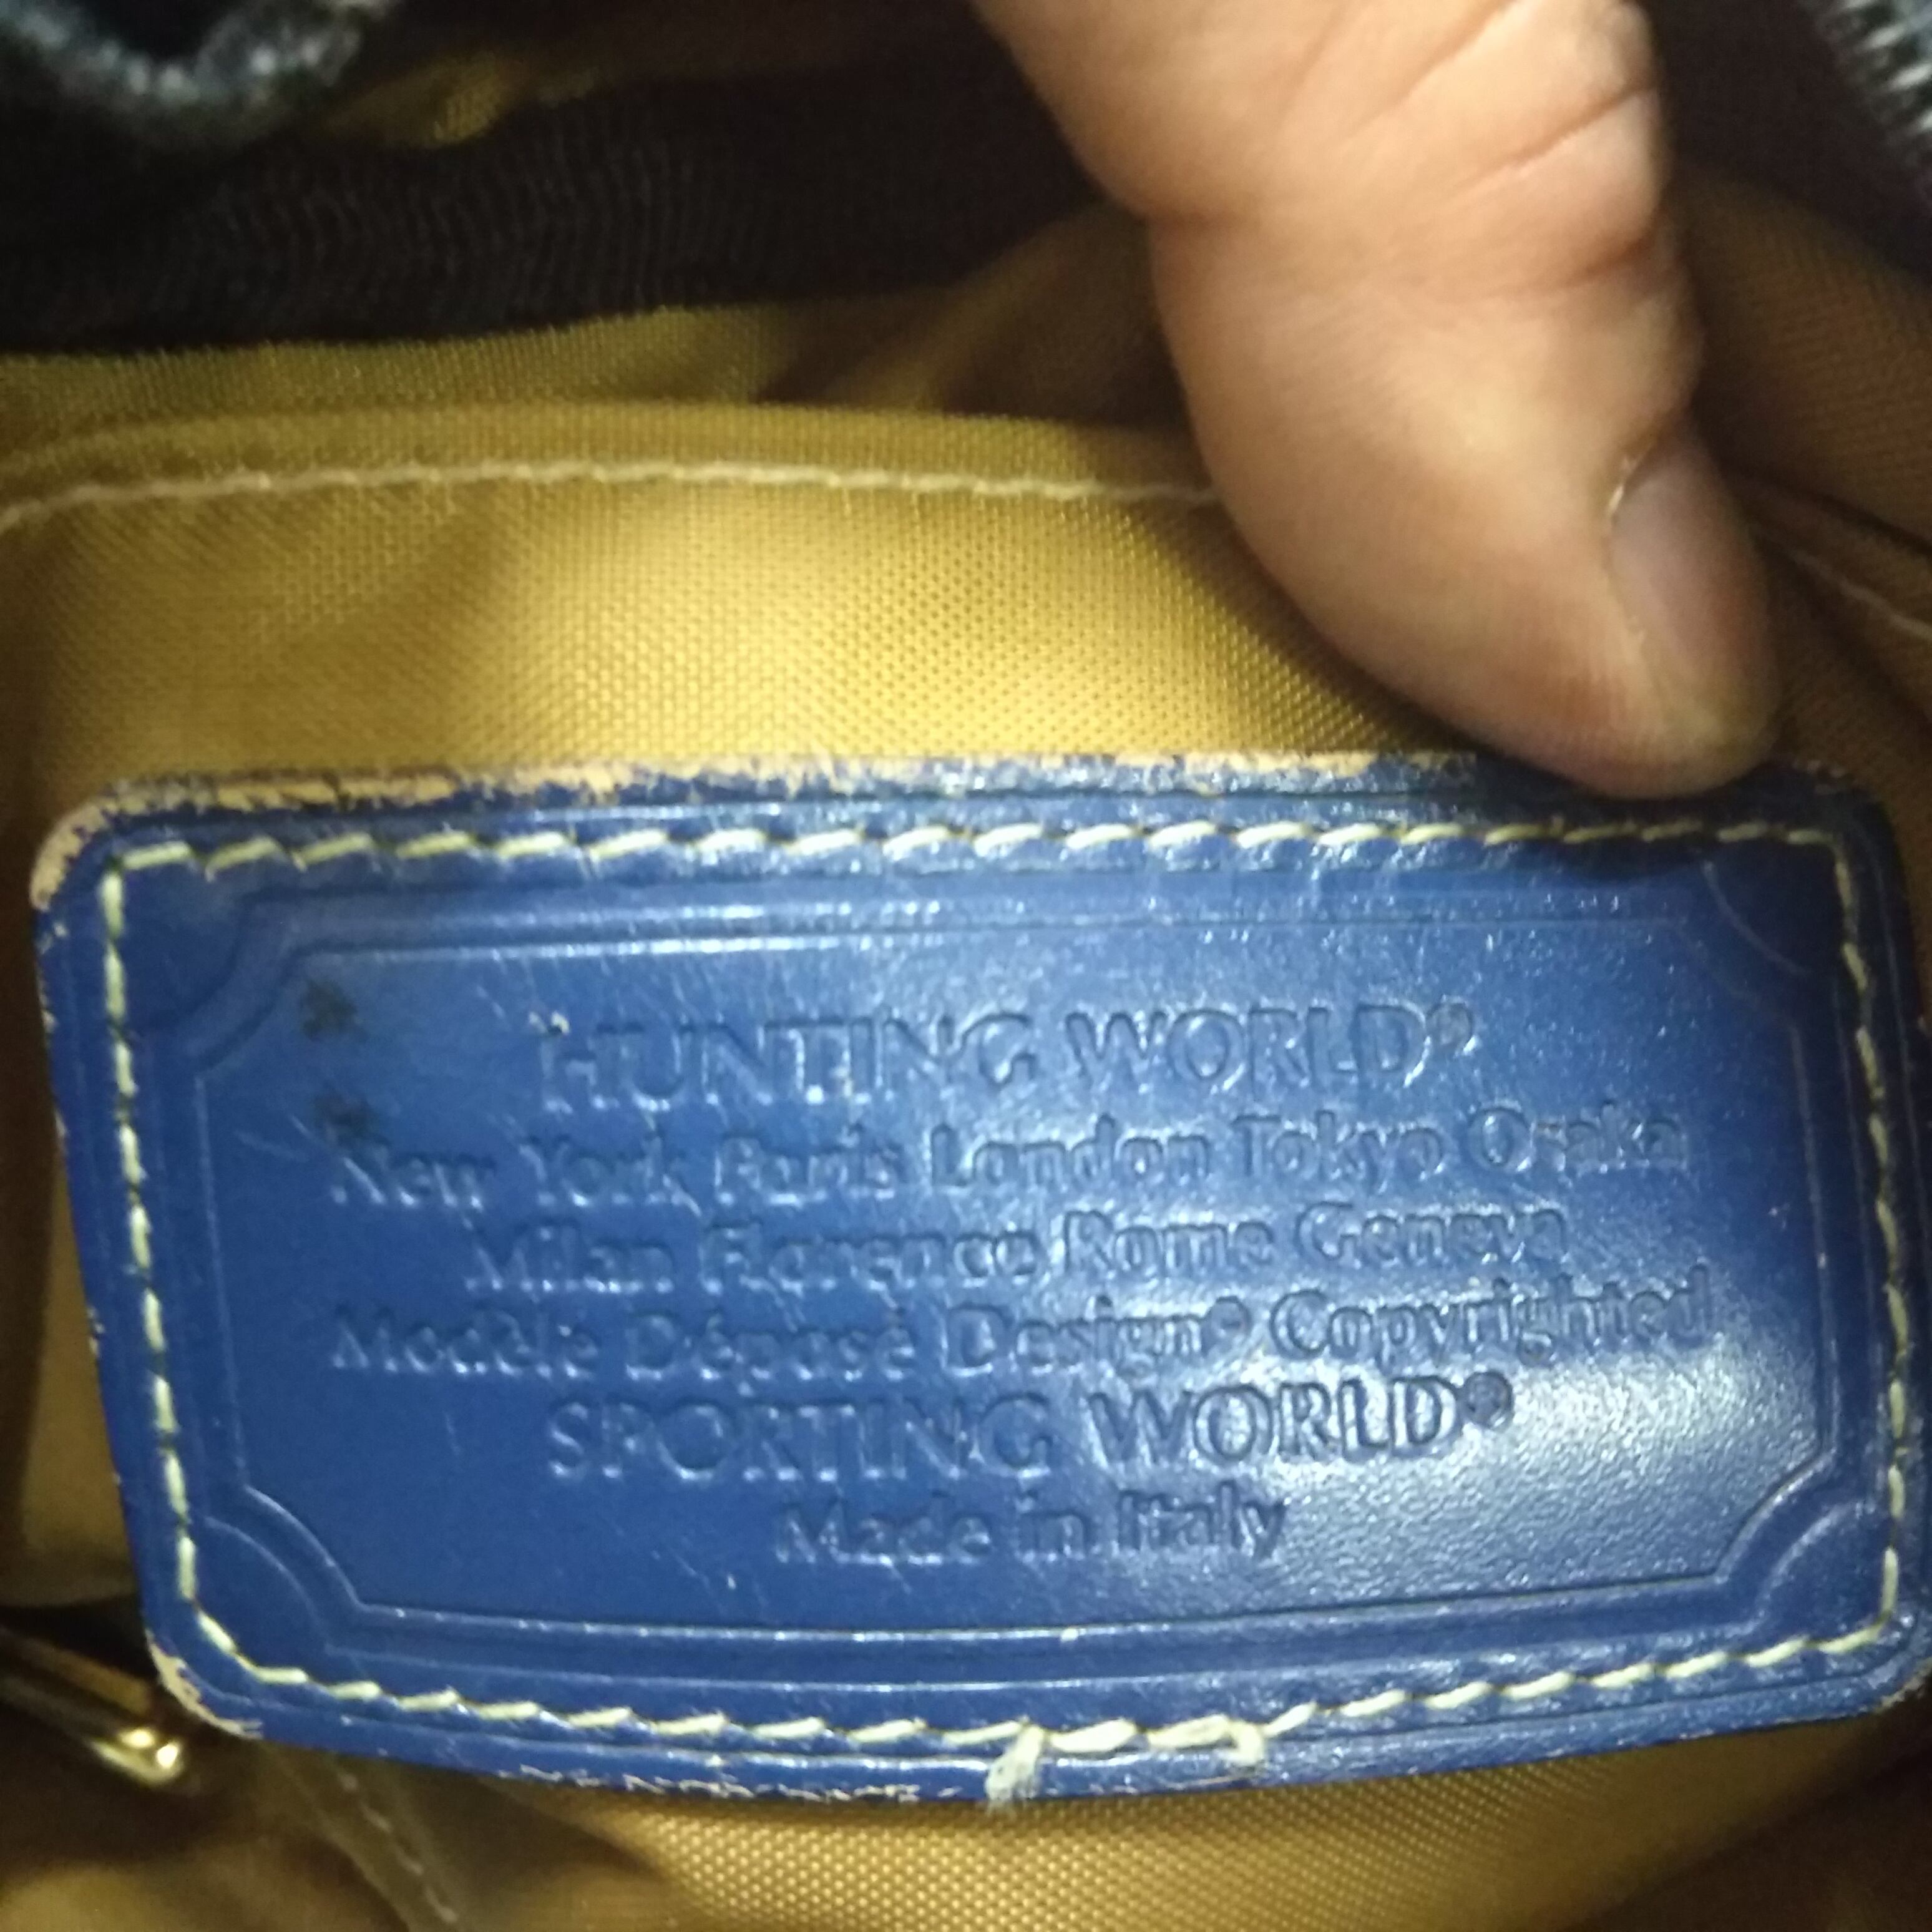 HUNTING WORLD®
New York Paris London Tokyo Osaka
Milan Florence Rome Geneva
Modèle Déposé Design® Copyrighted
SPORTING WORLD®
Made in Italy